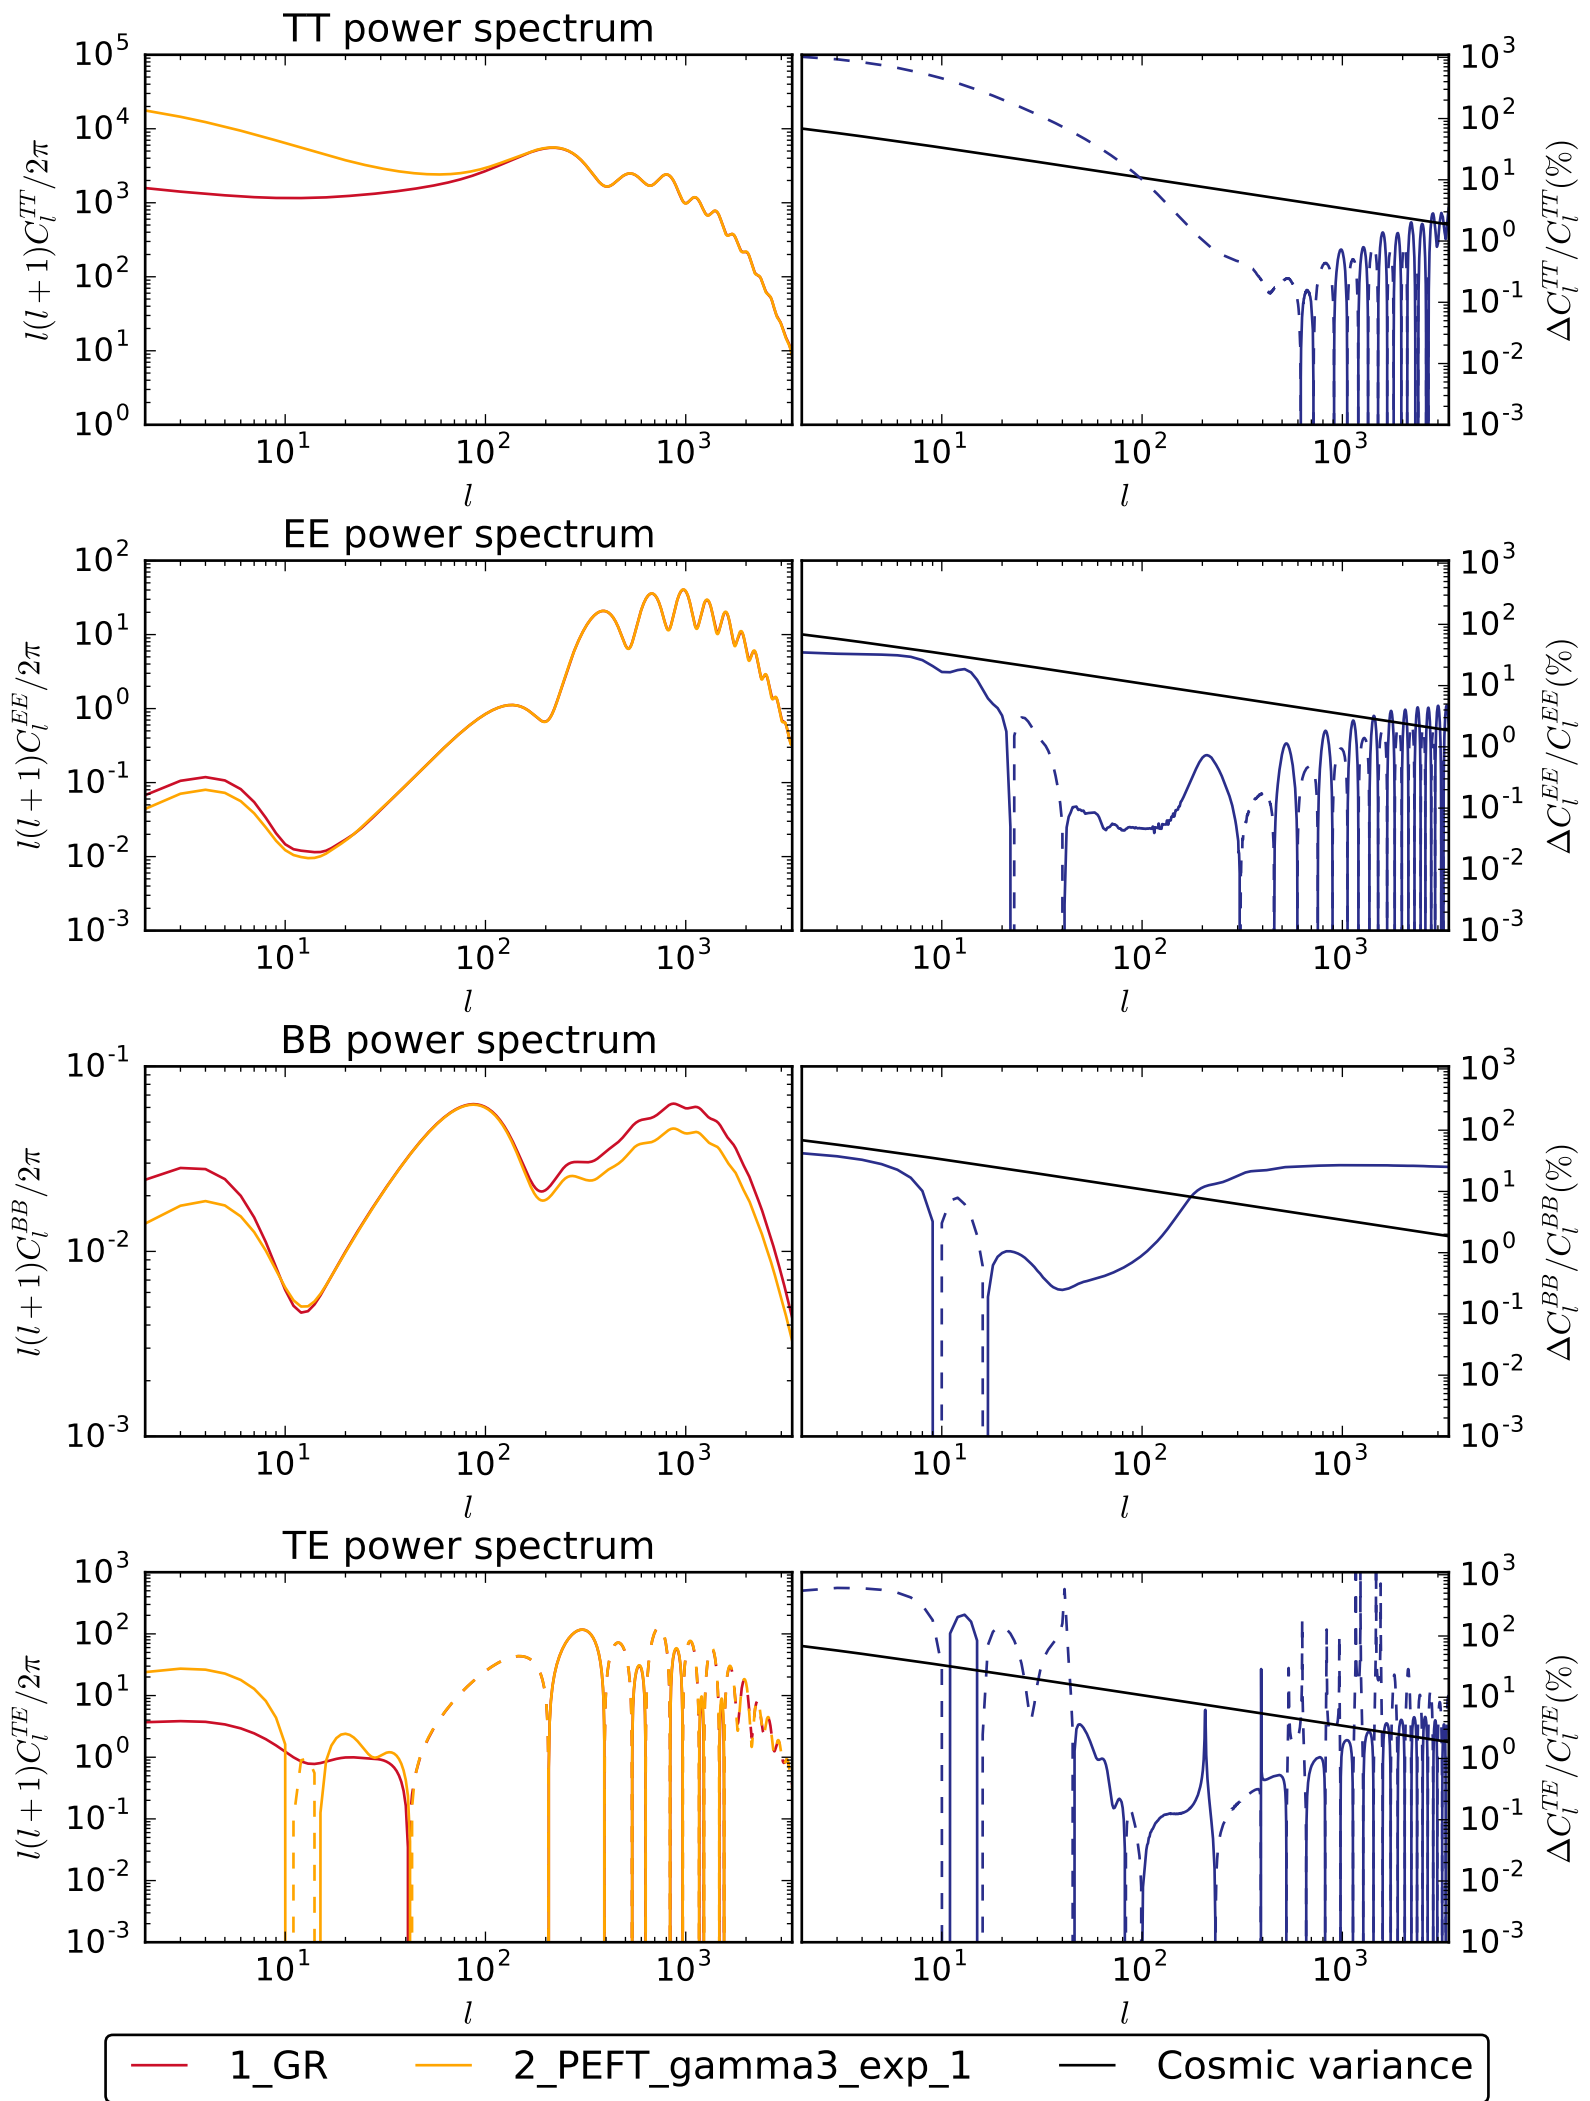 TT power spectrum
10^5
10^4
10^3
10^2
10^1
10^0
l(l+1)C_l^{TT}/2π
10^1 10^2 10^3
l
10^3
10^2
10^1
10^0
10^-1
10^-2
10^-3
ΔC_l^{TT}/C_l^{TT}(%)
10^1 10^2 10^3
l
EE power spectrum
10^2
10^1
10^0
10^-1
10^-2
10^-3
l(l+1)C_l^{EE}/2π
10^1 10^2 10^3
l
10^3
10^2
10^1
10^0
10^-1
10^-2
10^-3
ΔC_l^{EE}/C_l^{EE}(%)
10^1 10^2 10^3
l
BB power spectrum
10^-1
10^-2
10^-3
l(l+1)C_l^{BB}/2π
10^1 10^2 10^3
l
10^3
10^2
10^1
10^0
10^-1
10^-2
10^-3
ΔC_l^{BB}/C_l^{BB}(%)
10^1 10^2 10^3
l
TE power spectrum
10^3
10^2
10^1
10^0
10^-1
10^-2
10^-3
l(l+1)C_l^{TE}/2π
10^1 10^2 10^3
l
10^3
10^2
10^1
10^0
10^-1
10^-2
10^-3
ΔC_l^{TE}/C_l^{TE}(%)
10^1 10^2 10^3
l
1_GR 2_PEFT_gamma3_exp_1 Cosmic variance